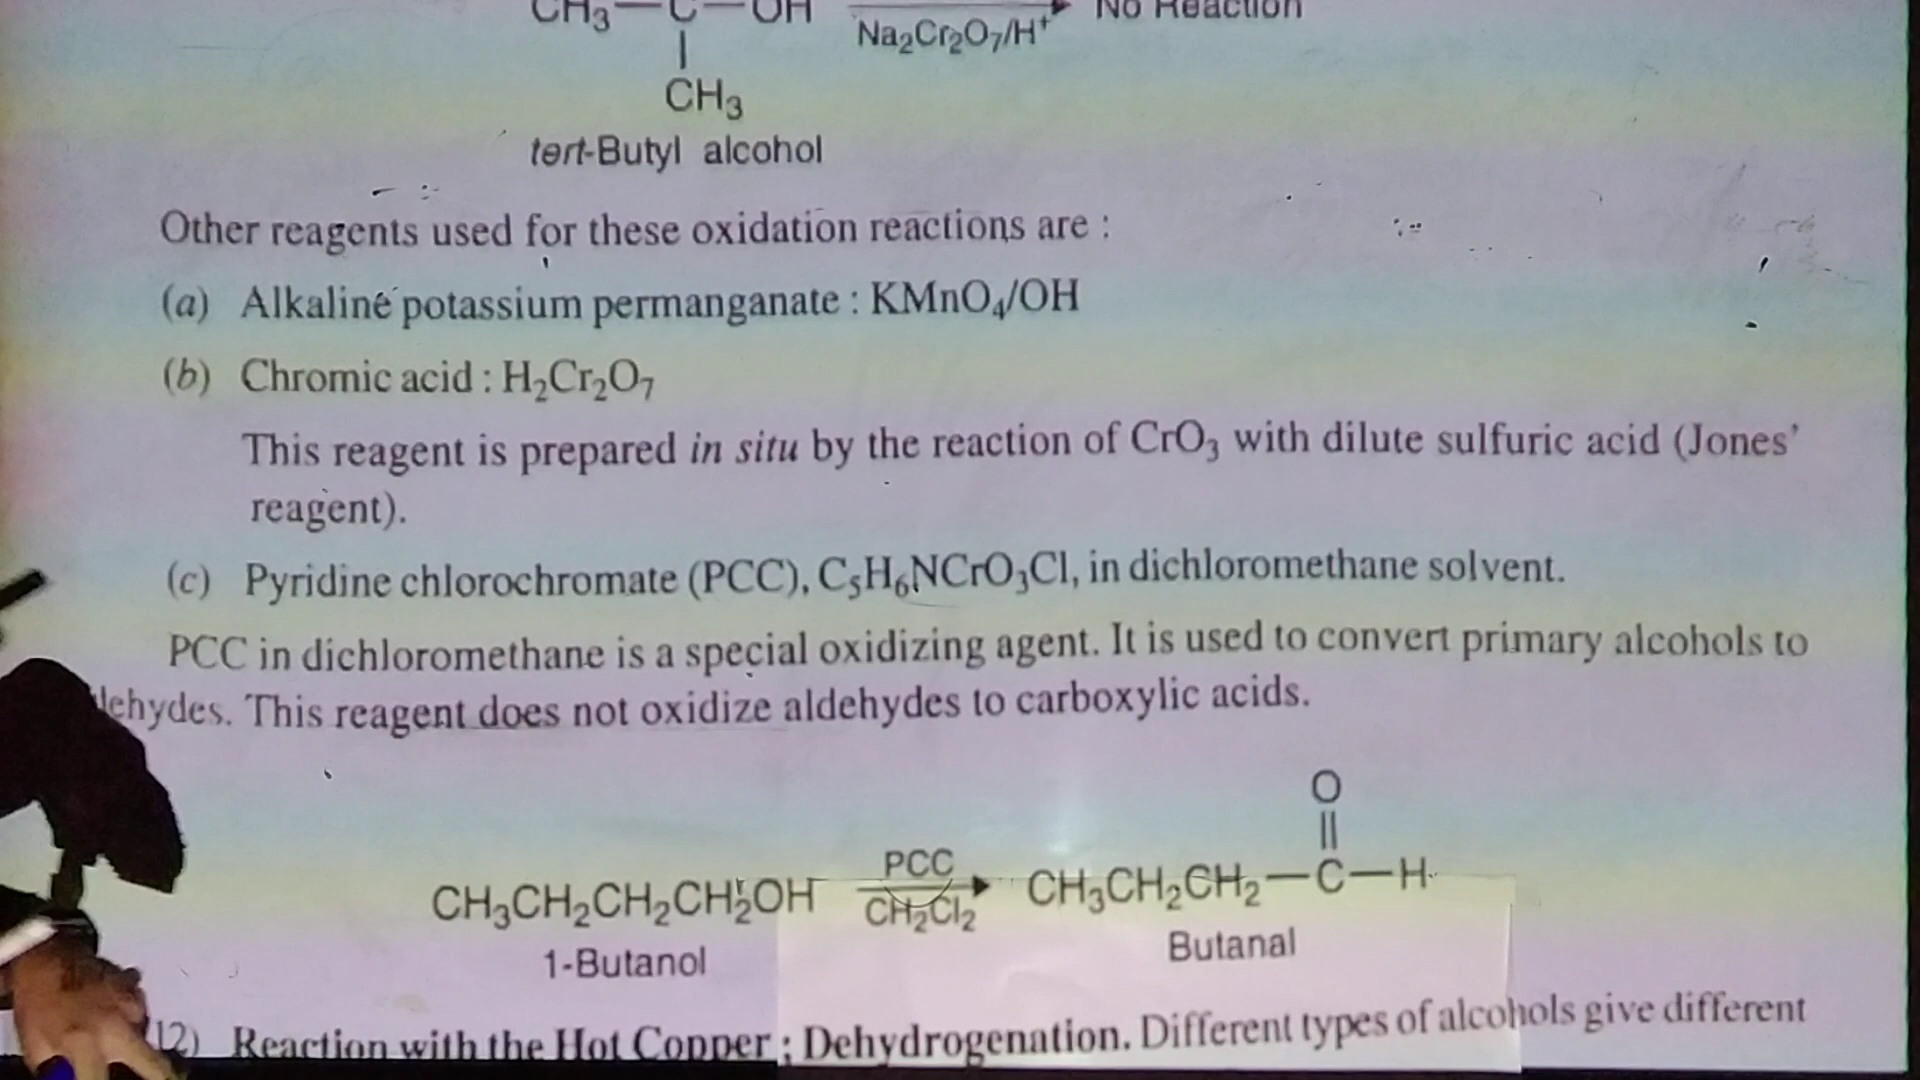 CH3—C—OH Na2Cr2O7/H+ No Reaction
CH3
tert-Butyl alcohol
Other reagents used for these oxidation reactions are :
(a) Alkaline potassium permanganate : KMnO4/OH
(b) Chromic acid : H2Cr2O7
This reagent is prepared in situ by the reaction of CrO3 with dilute sulfuric acid (Jones'
reagent).
(c) Pyridine chlorochromate (PCC), C5H6NCrO3Cl, in dichloromethane solvent.
PCC in dichloromethane is a special oxidizing agent. It is used to convert primary alcohols to
lehydes. This reagent does not oxidize aldehydes to carboxylic acids.
O
CH3CH2CH2CH2OH PCC CH2Cl2 CH3CH2CH2—C—H
1-Butanol Butanal
12) Reaction with the Hot Copper ; Dehydrogenation. Different types of alcohols give different